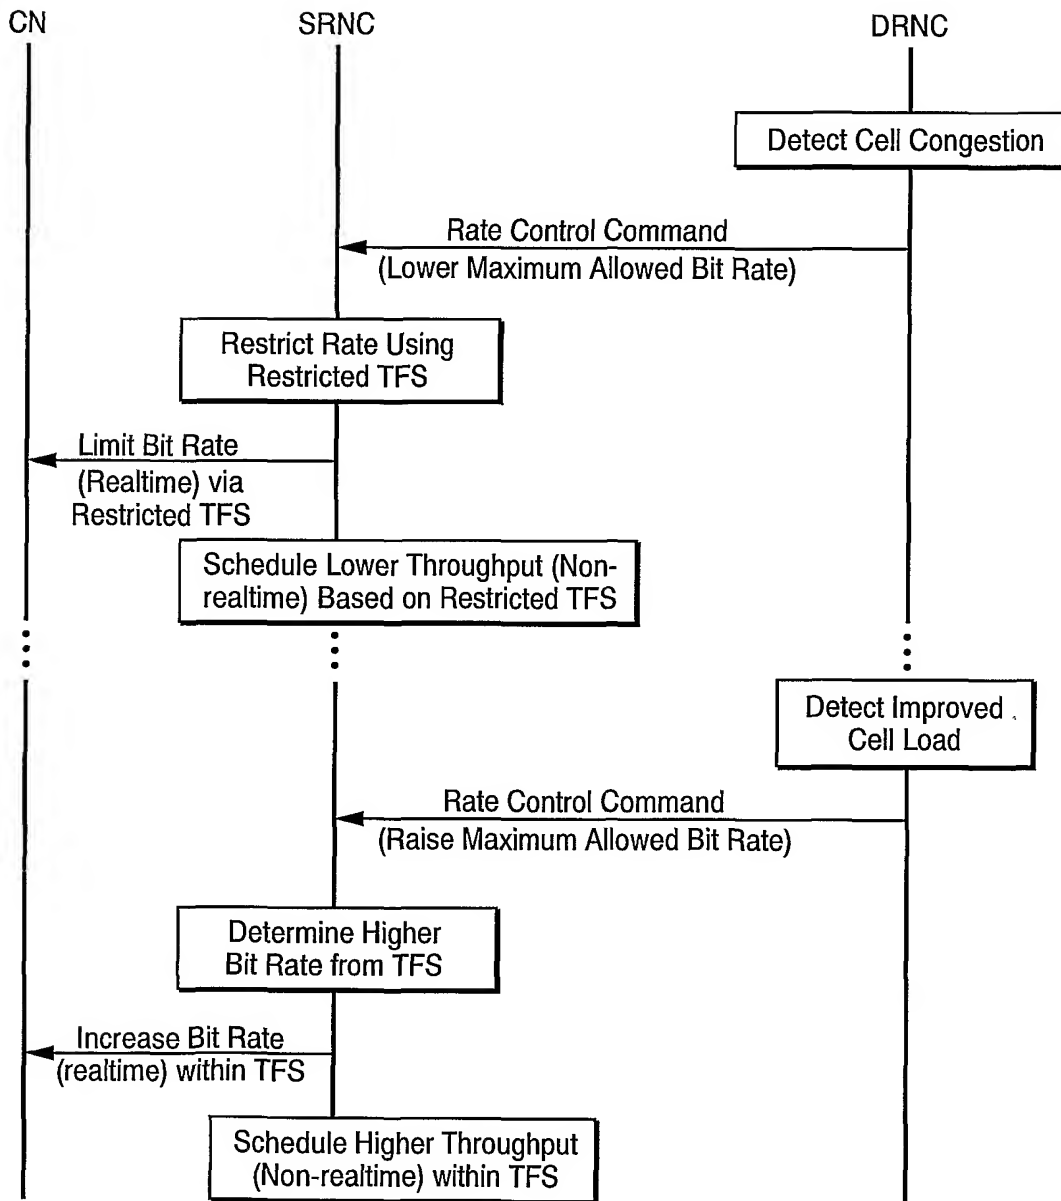 CN
SRNC
DRNC
Detect Cell Congestion
Rate Control Command
(Lower Maximum Allowed Bit Rate)
Restrict Rate Using
Restricted TFS
Limit Bit Rate
(Realtime) via
Restricted TFS
Schedule Lower Throughput (Non-
realtime) Based on Restricted TFS
Detect Improved
Cell Load
Rate Control Command
(Raise Maximum Allowed Bit Rate)
Determine Higher
Bit Rate from TFS
Increase Bit Rate
(realtime) within TFS
Schedule Higher Throughput
(Non-realtime) within TFS